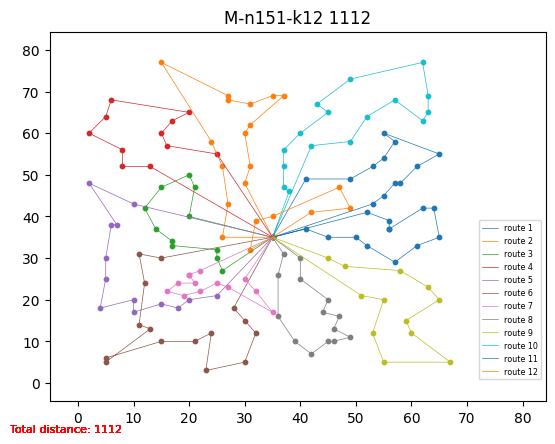 M-n151-k12 1112
80
70
60
50
40
30
20
10
0
route 1
route 2
route 3
route 4
route 5
route 6
route 7
route 8
route 9
route 10
route 11
route 12
0 10 20 30 40 50 60 70 80
Total distance: 1112